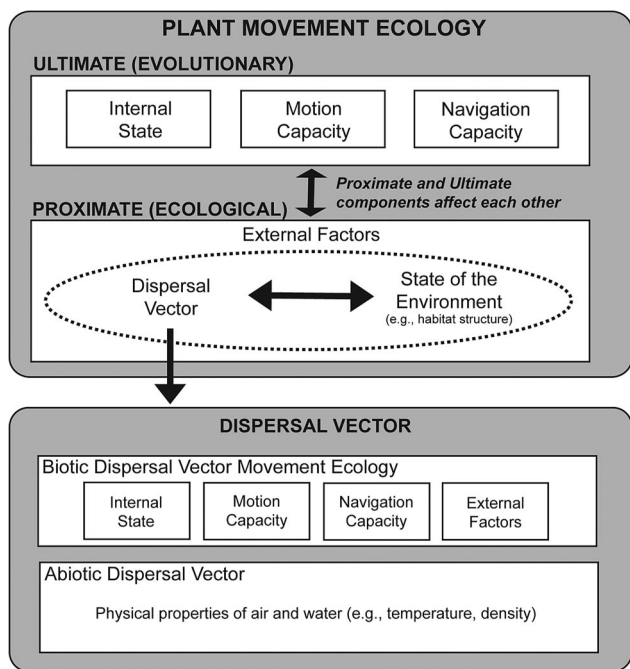 PLANT MOVEMENT ECOLOGY
ULTIMATE (EVOLUTIONARY)
Internal
State
Motion
Capacity
Navigation
Capacity
Proximate and Ultimate
components affect each other
PROXIMATE (ECOLOGICAL)
External Factors
Dispersal
Vector
State of the
Environment
(e.g., habitat structure)
DISPERSAL VECTOR
Biotic Dispersal Vector Movement Ecology
Internal
State
Motion
Capacity
Navigation
Capacity
External
Factors
Abiotic Dispersal Vector
Physical properties of air and water (e.g., temperature, density)